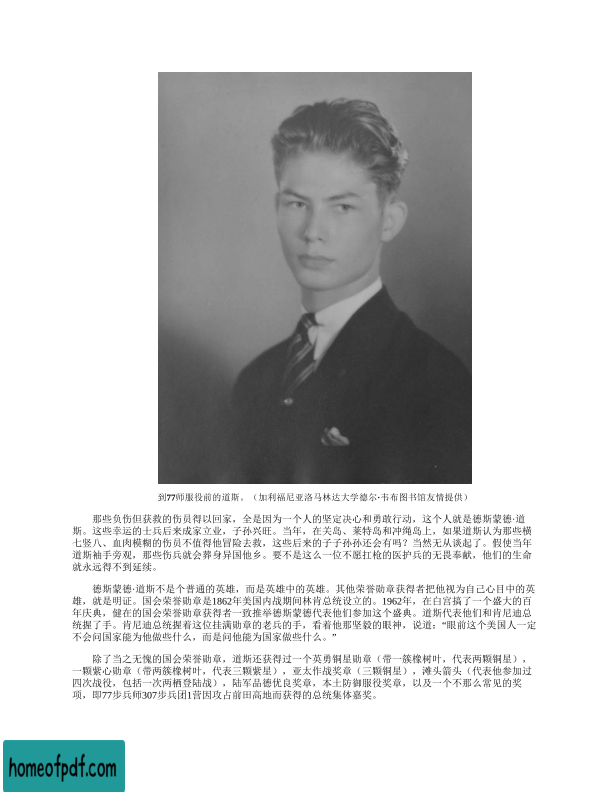 到77师服役前的道斯。（加利福尼亚洛马林达大学德尔·韦布图书馆友情提供）
那些负伤但获救的伤员得以回家，全是因为一个人的坚定决心和勇敢行动，这个人就是德斯蒙德·道
斯。这些幸运的士兵后来成家立业，子孙兴旺。当年，在关岛、莱特岛和冲绳岛上，如果道斯认为那些横
七竖八、血肉模糊的伤员不值得他冒险去救，这些后来的子子孙孙还会有吗？当然无从谈起了。假使当年
道斯袖手旁观，那些伤兵就会葬身异国他乡。要不是这么一位不愿扛枪的医护兵的无畏奉献，他们的生命
就永远得不到延续。
德斯蒙德·道斯不是个普通的英雄，而是英雄中的英雄。其他荣誉勋章获得者把他视为自己心目中的英
雄，就是明证。国会荣誉勋章是1862年美国内战期间林肯总统设立的。1962年，在白宫搞了一个盛大的百
年庆典，健在的国会荣誉勋章获得者一致推举德斯蒙德代表他们参加这个盛典。道斯代表他们和肯尼迪总
统握了手。肯尼迪总统握着这位挂满勋章的老兵的手，看着他那坚毅的眼神，说道：“眼前这个美国人一定
不会问国家能为他做些什么，而是问他能为国家做些什么。”
除了当之无愧的国会荣誉勋章，道斯还获得过一个英勇铜星勋章（带一簇橡树叶，代表两颗铜星），
一颗紫心勋章（带两簇橡树叶，代表三颗紫星），亚太作战奖章（三颗铜星），滩头箭头（代表他参加过
四次战役，包括一次两栖登陆战），陆军品德优良奖章，本土防御服役奖章，以及一个不那么常见的奖
项，即77步兵师307步兵团1营因攻占前田高地而获得的总统集体嘉奖。
homeofpdf.com